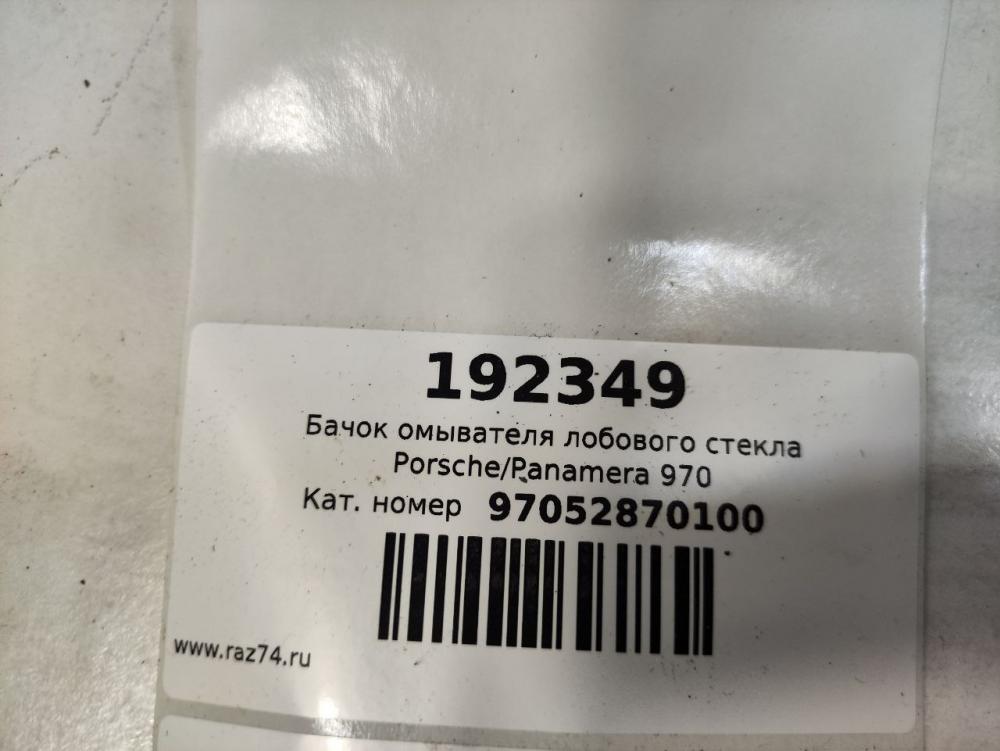 192349
Бачок омывателя лобового стекла
Porsche/Panamera 970
Кат. номер 97052870100
www.raz74.ru